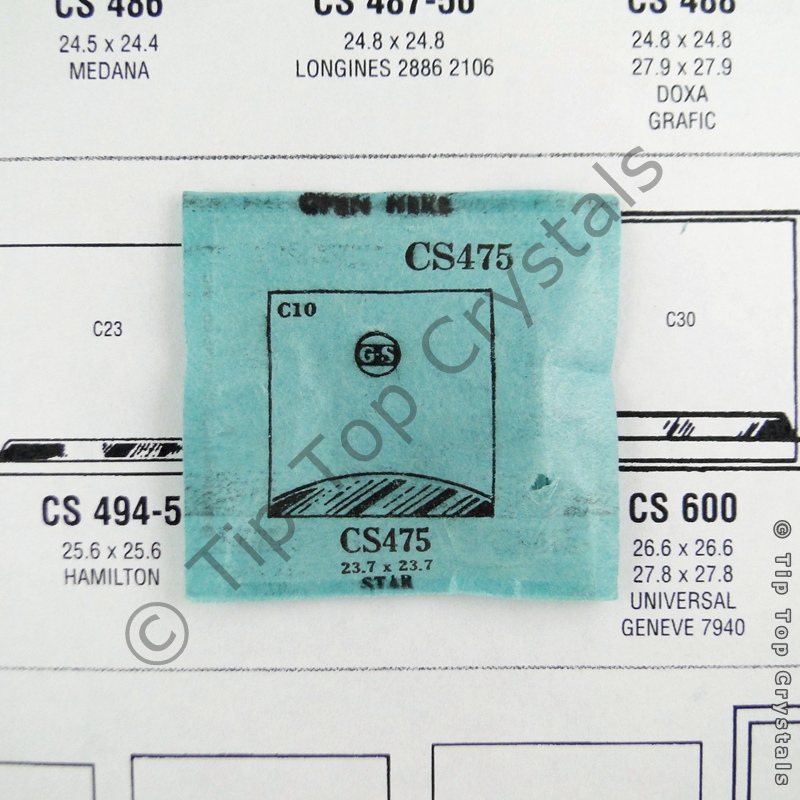 CS 486
24.5 x 24.4
MEDANA
CS 487-50
24.8 x 24.8
LONGINES 2886 2106
CS 488
24.8 x 24.8
27.9 x 27.9
DOXA
GRAFIC
OPEN HERE
CS475
C10
G-S
CS475
23.7 x 23.7
STAR
C23
CS 494-5
25.6 x 25.6
HAMILTON
C30
CS 600
26.6 x 26.6
27.8 x 27.8
UNIVERSAL
GENEVE 7940
© Tip Top Crystals
© Tip Top Crystals